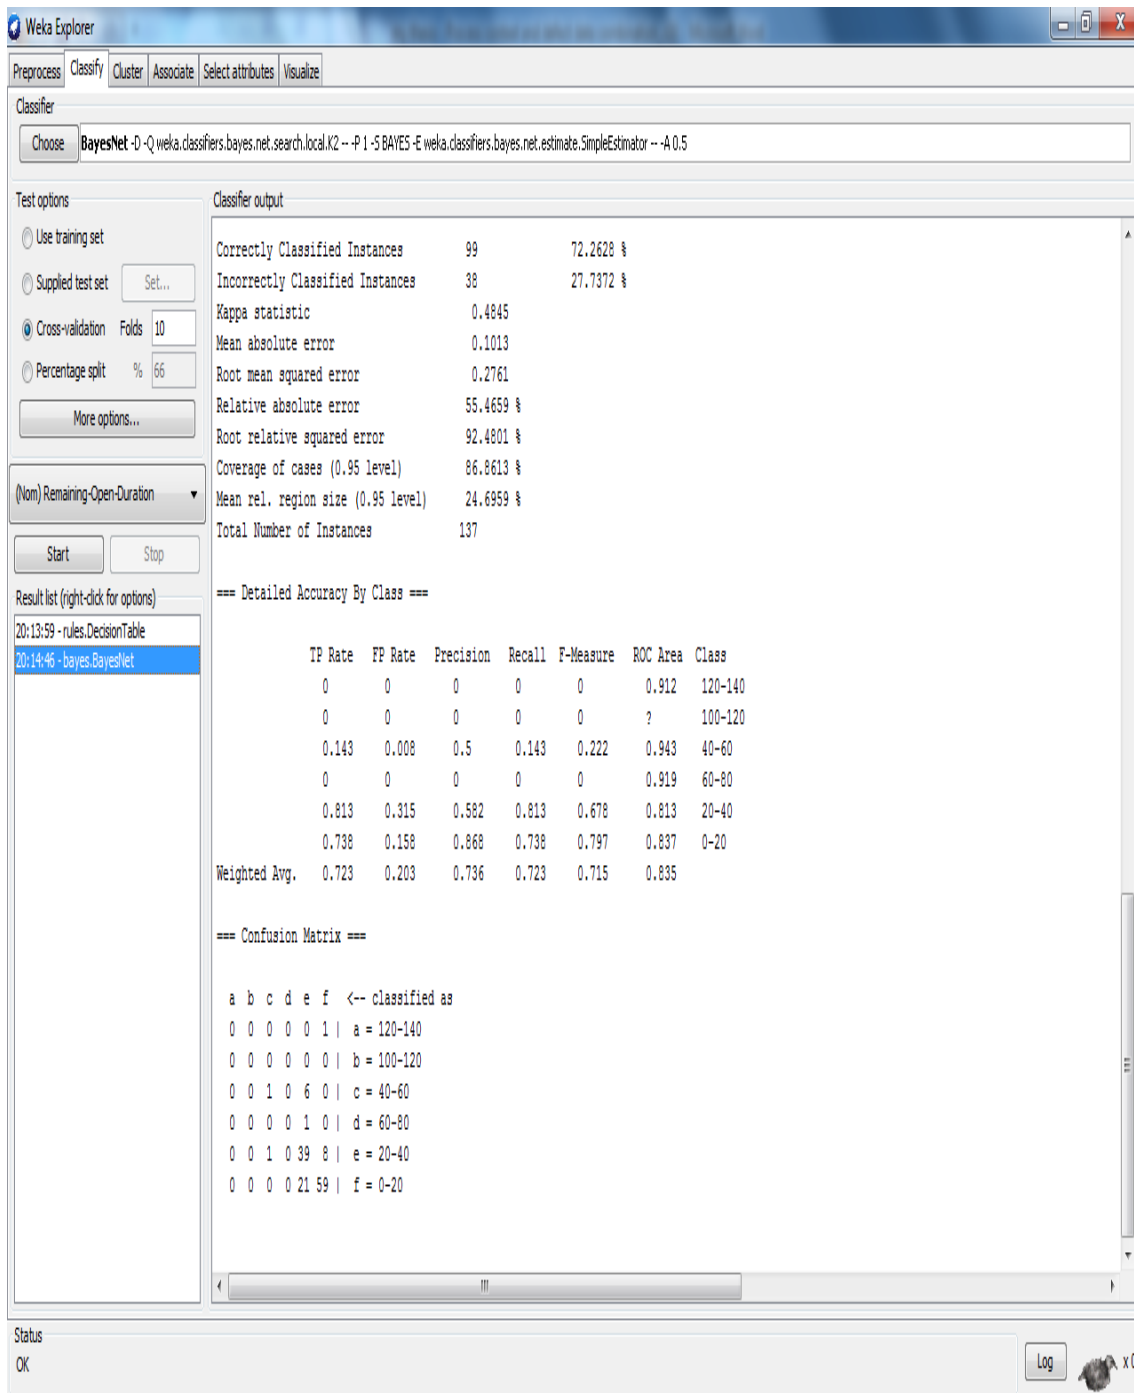 Weka Explorer
Preprocess Classify Cluster Associate Select attributes Visualize
Classifier
Choose BayesNet -D -Q weka.classifiers.bayes.net.search.local.K2 -- -P 1 -S BAYES -E weka.classifiers.bayes.net.estimate.SimpleEstimator -- -A 0.5
Test options
Use training set
Supplied test set Set...
Cross-validation Folds 10
Percentage split % 66
More options...
(Nom) Remaining-Open-Duration
Start Stop
Result list (right-click for options)
20:13:59 - rules.DecisionTable
20:14:46 - bayes.BayesNet
Classifier output
Correctly Classified Instances 99 72.2628 %
Incorrectly Classified Instances 38 27.7372 %
Kappa statistic 0.4845
Mean absolute error 0.1013
Root mean squared error 0.2761
Relative absolute error 55.4659 %
Root relative squared error 92.4801 %
Coverage of cases (0.95 level) 86.8613 %
Mean rel. region size (0.95 level) 24.6959 %
Total Number of Instances 137
=== Detailed Accuracy By Class ===
TP Rate FP Rate Precision Recall F-Measure ROC Area Class
0 0 0 0 0 0.912 120-140
0 0 0 0 0 ? 100-120
0.143 0.008 0.5 0.143 0.222 0.943 40-60
0 0 0 0 0 0.919 60-80
0.813 0.315 0.582 0.813 0.678 0.813 20-40
0.738 0.158 0.868 0.738 0.797 0.837 0-20
Weighted Avg. 0.723 0.203 0.736 0.723 0.715 0.835
=== Confusion Matrix ===
a b c d e f <-- classified as
0 0 0 0 0 1 | a = 120-140
0 0 0 0 0 0 | b = 100-120
0 0 1 0 6 0 | c = 40-60
0 0 0 0 1 0 | d = 60-80
0 0 1 0 39 8 | e = 20-40
0 0 0 0 21 59 | f = 0-20
Status
OK
Log x 0